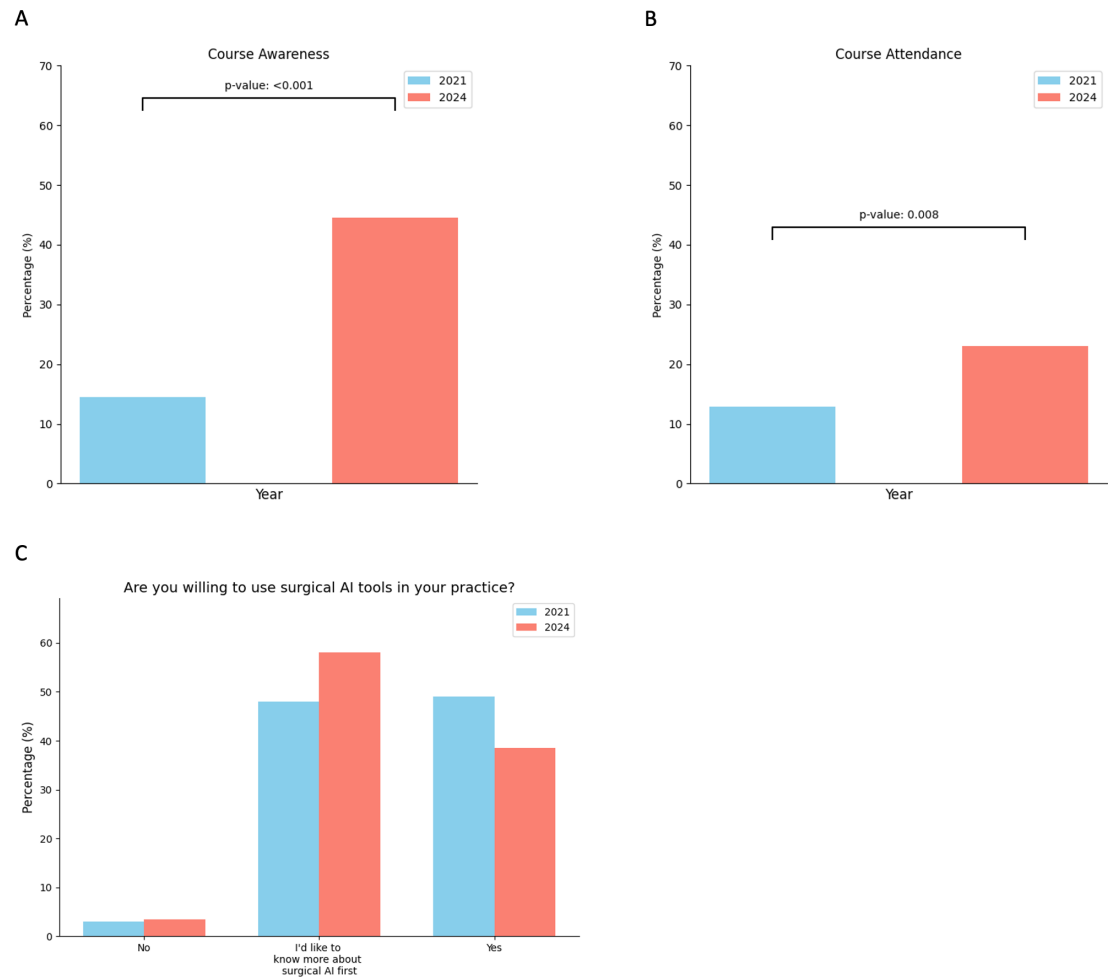 A
Course Awareness
70
60
50
40
30
20
10
0
Percentage (%)
p-value: <0.001
2021
2024
Year
B
Course Attendance
70
60
50
40
30
20
10
0
Percentage (%)
p-value: 0.008
2021
2024
Year
C
Are you willing to use surgical AI tools in your practice?
60
50
40
30
20
10
0
Percentage (%)
2021
2024
No
I'd like to
know more about
surgical AI first
Yes